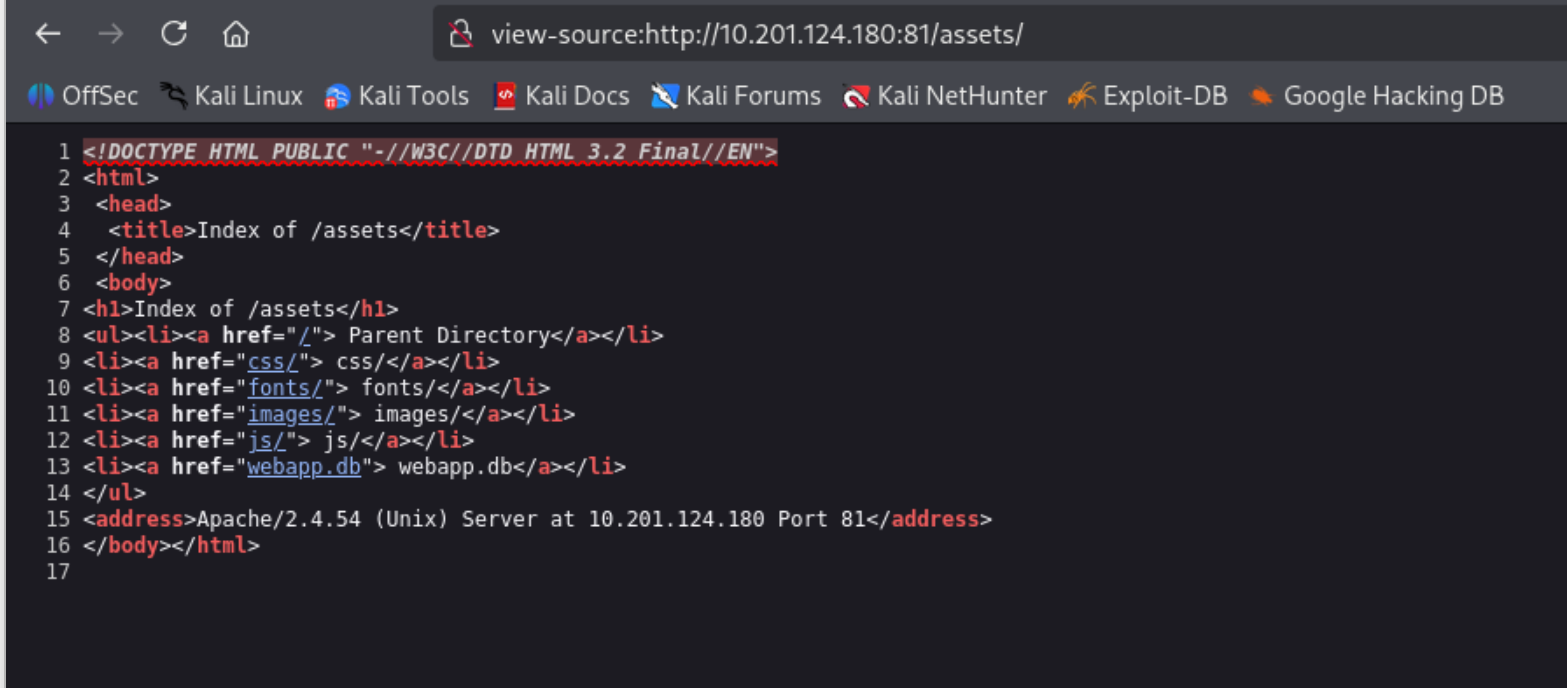 view-source:http://10.201.124.180:81/assets/
OffSec Kali Linux Kali Tools Kali Docs Kali Forums Kali NetHunter Exploit-DB Google Hacking DB
1 <!DOCTYPE HTML PUBLIC "-//W3C//DTD HTML 3.2 Final//EN">
2 <html>
3  <head>
4   <title>Index of /assets</title>
5  </head>
6  <body>
7 <h1>Index of /assets</h1>
8 <ul><li><a href="/"> Parent Directory</a></li>
9 <li><a href="css/"> css/</a></li>
10 <li><a href="fonts/"> fonts/</a></li>
11 <li><a href="images/"> images/</a></li>
12 <li><a href="js/"> js/</a></li>
13 <li><a href="webapp.db"> webapp.db</a></li>
14 </ul>
15 <address>Apache/2.4.54 (Unix) Server at 10.201.124.180 Port 81</address>
16 </body></html>
17